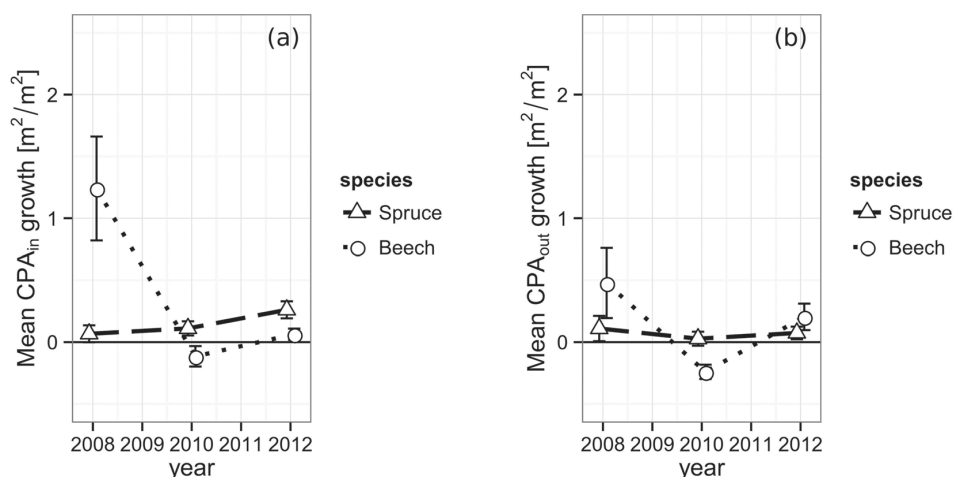 (a)
Mean CPAin growth [m²/m²]
2
1
0
2008 2009 2010 2011 2012
year
species
Spruce
Beech
(b)
Mean CPAout growth [m²/m²]
2
1
0
2008 2009 2010 2011 2012
year
species
Spruce
Beech